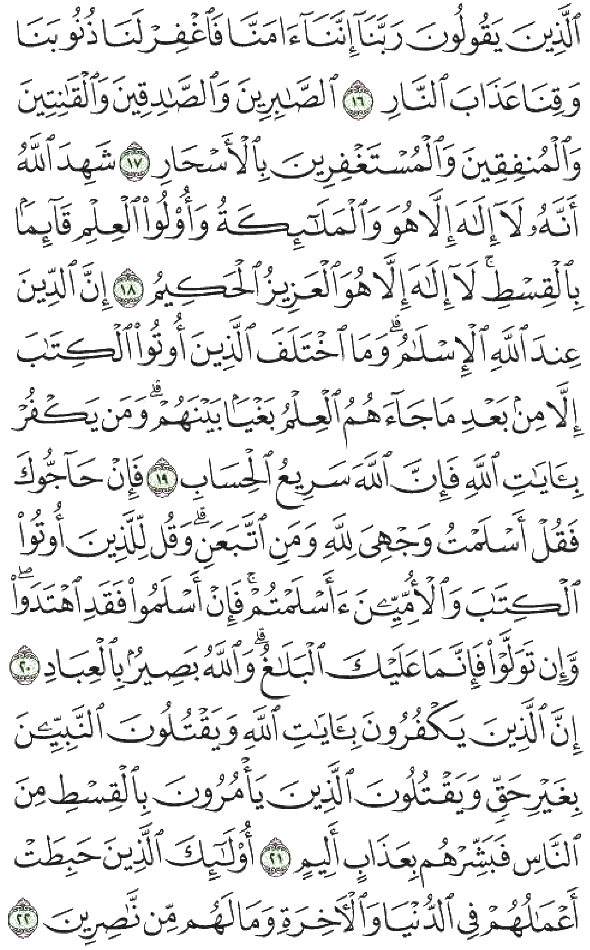 ٱلَّذِينَ يَقُولُونَ رَبَّنَآ إِنَّنَآ ءَامَنَّا فَٱغْفِرْ لَنَا ذُنُوبَنَا
وَقِنَا عَذَابَ ٱلنَّارِ ١٦ ٱلصَّٰبِرِينَ وَٱلصَّٰدِقِينَ وَٱلْقَٰنِتِينَ
وَٱلْمُنفِقِينَ وَٱلْمُسْتَغْفِرِينَ بِٱلْأَسْحَارِ ١٧ شَهِدَ ٱللَّهُ
أَنَّهُۥ لَآ إِلَٰهَ إِلَّا هُوَ وَٱلْمَلَٰٓئِكَةُ وَأُو۟لُوا۟ ٱلْعِلْمِ قَآئِمًۢا
بِٱلْقِسْطِ ۚ لَآ إِلَٰهَ إِلَّا هُوَ ٱلْعَزِيزُ ٱلْحَكِيمُ ١٨ إِنَّ ٱلدِّينَ
عِندَ ٱللَّهِ ٱلْإِسْلَٰمُ ۗ وَمَا ٱخْتَلَفَ ٱلَّذِينَ أُوتُوا۟ ٱلْكِتَٰبَ
إِلَّا مِنۢ بَعْدِ مَا جَآءَهُمُ ٱلْعِلْمُ بَغْيًۢا بَيْنَهُمْ ۗ وَمَن يَكْفُرْ
بِـَٔايَٰتِ ٱللَّهِ فَإِنَّ ٱللَّهَ سَرِيعُ ٱلْحِسَابِ ١٩ فَإِنْ حَآجُّوكَ
فَقُلْ أَسْلَمْتُ وَجْهِىَ لِلَّهِ وَمَنِ ٱتَّبَعَنِ ۗ وَقُل لِّلَّذِينَ أُوتُوا۟
ٱلْكِتَٰبَ وَٱلْأُمِّيِّـۧنَ ءَأَسْلَمْتُمْ ۚ فَإِنْ أَسْلَمُوا۟ فَقَدِ ٱهْتَدَوا۟ ۖ
وَّإِن تَوَلَّوْا۟ فَإِنَّمَا عَلَيْكَ ٱلْبَلَٰغُ ۗ وَٱللَّهُ بَصِيرٌۢ بِٱلْعِبَادِ ٢٠
إِنَّ ٱلَّذِينَ يَكْفُرُونَ بِـَٔايَٰتِ ٱللَّهِ وَيَقْتُلُونَ ٱلنَّبِيِّـۧنَ
بِغَيْرِ حَقٍّ وَيَقْتُلُونَ ٱلَّذِينَ يَأْمُرُونَ بِٱلْقِسْطِ مِنَ
ٱلنَّاسِ فَبَشِّرْهُم بِعَذَابٍ أَلِيمٍ ٢١ أُو۟لَٰٓئِكَ ٱلَّذِينَ حَبِطَتْ
أَعْمَٰلُهُمْ فِى ٱلدُّنْيَا وَٱلْـَٔاخِرَةِ وَمَا لَهُم مِّن نَّٰصِرِينَ ٢٢